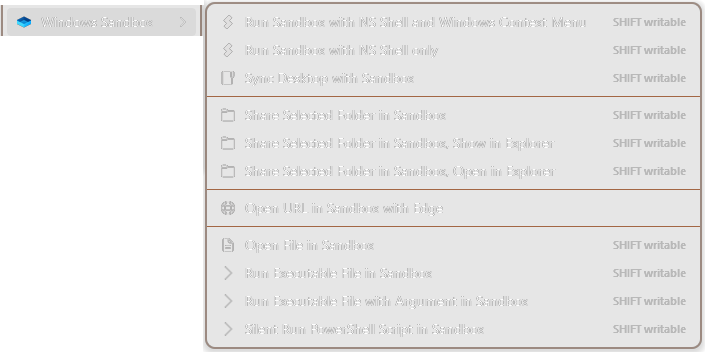 Windows Sandbox
Run Sandbox with NS Shell and Windows Context Menu SHIFT writable
Run Sandbox with NS Shell only SHIFT writable
Sync Desktop with Sandbox SHIFT writable
Share Selected Folder in Sandbox SHIFT writable
Share Selected Folder in Sandbox, Show in Explorer SHIFT writable
Share Selected Folder in Sandbox, Open in Explorer SHIFT writable
Open URL in Sandbox with Edge
Open File in Sandbox SHIFT writable
Run Executable File in Sandbox SHIFT writable
Run Executable File with Argument in Sandbox SHIFT writable
Silent Run PowerShell Script in Sandbox SHIFT writable